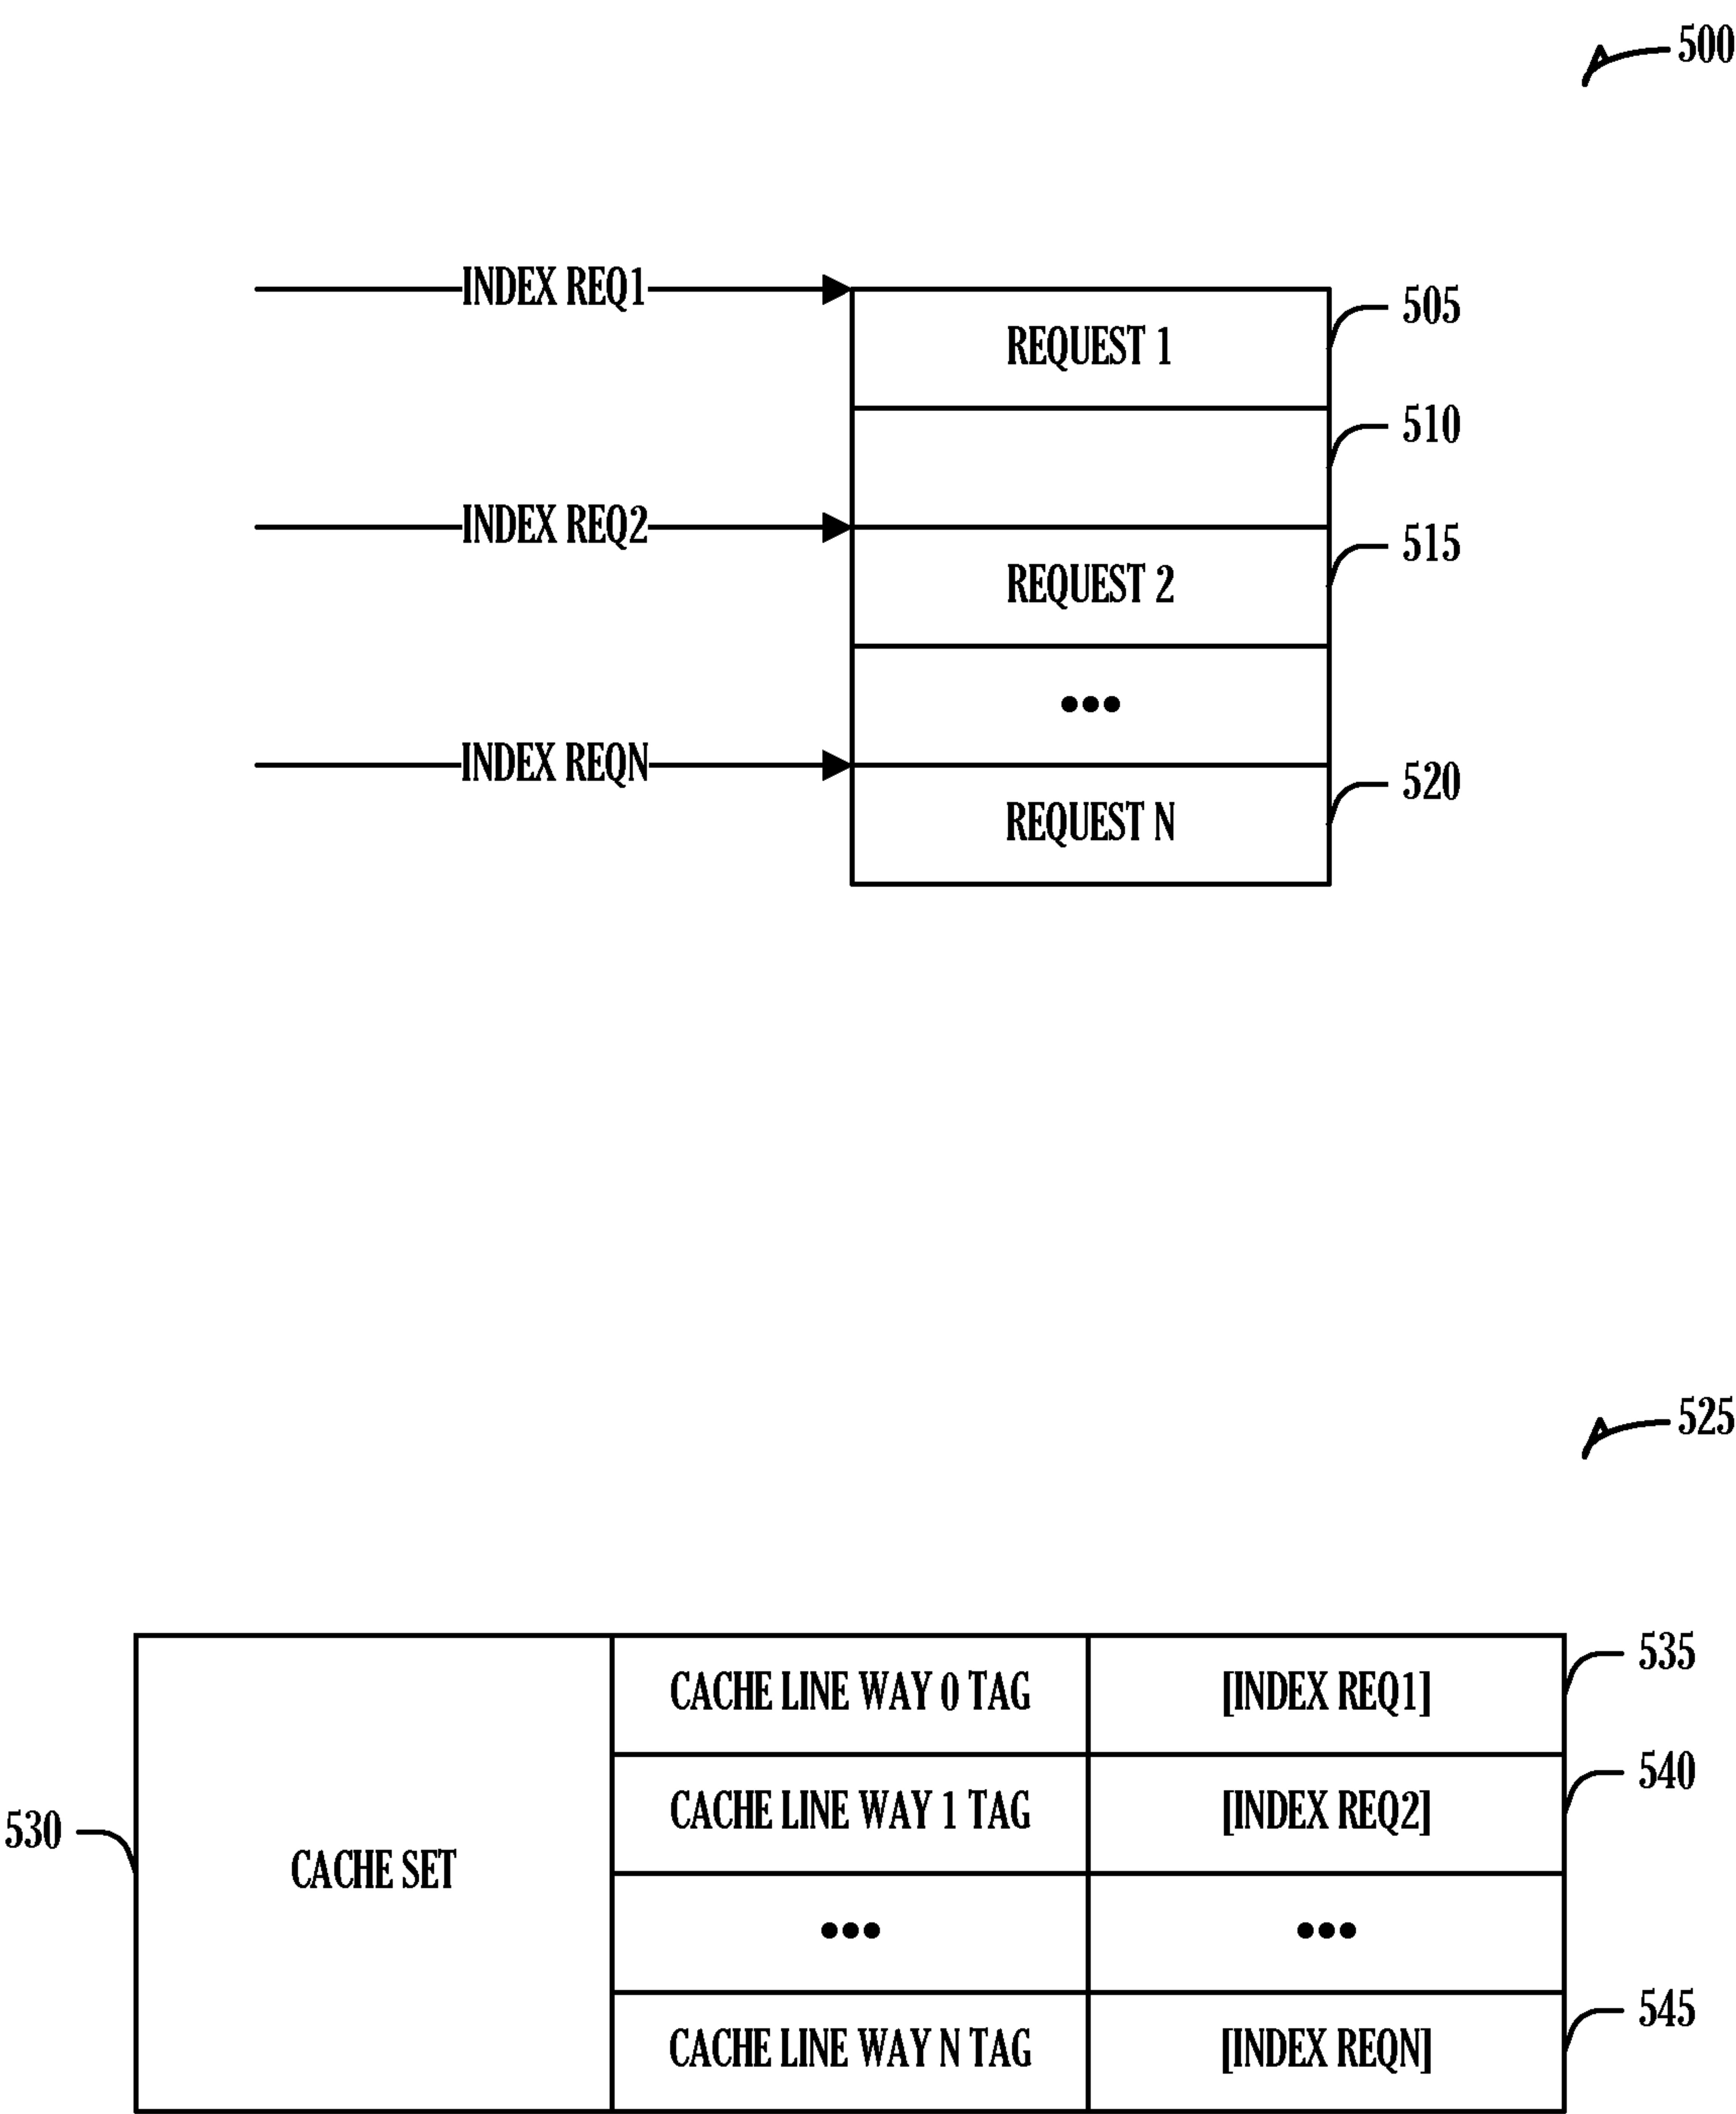 500
INDEX REQ1
REQUEST 1
505
510
INDEX REQ2
REQUEST 2
515
•••
INDEX REQN
REQUEST N
520
525
530
CACHE SET
CACHE LINE WAY 0 TAG
[INDEX REQ1]
535
CACHE LINE WAY 1 TAG
[INDEX REQ2]
540
•••
•••
CACHE LINE WAY N TAG
[INDEX REQN]
545